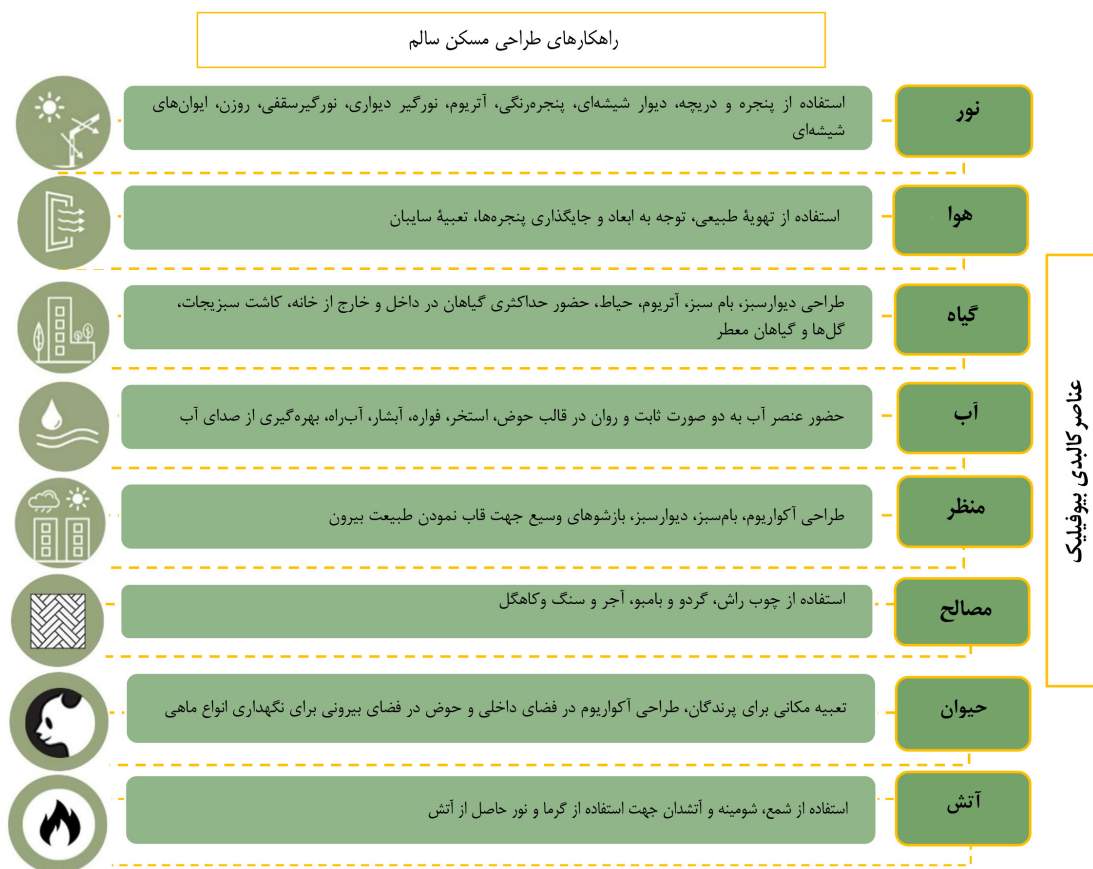 راهکارهای طراحی مسکن سالم
نور
استفاده از پنجره و دریچه، دیوار شیشه‌ای، پنجره‌رنگی، آتریوم، نورگیر دیواری، نورگیرسقفی، روزن، ایوان‌های
شیشه‌ای
هوا
استفاده از تهویهٔ طبیعی، توجه به ابعاد و جایگذاری پنجره‌ها، تعبیهٔ سایبان
گیاه
طراحی دیوارسبز، بام سبز، آتریوم، حیاط، حضور حداکثری گیاهان در داخل و خارج از خانه، کاشت سبزیجات،
گل‌ها و گیاهان معطر
آب
حضور عنصر آب به دو صورت ثابت و روان در قالب حوض، استخر، فواره، آبشار، آب‌راه، بهره‌گیری از صدای آب
منظر
طراحی آکواریوم، بام‌سبز، دیوارسبز، بازشوهای وسیع جهت قاب نمودن طبیعت بیرون
مصالح
استفاده از چوب راش، گردو و بامبو، آجر و سنگ وکاهگل
حیوان
تعبیه مکانی برای پرندگان، طراحی آکواریوم در فضای داخلی و حوض در فضای بیرونی برای نگهداری انواع ماهی
آتش
استفاده از شمع، شومینه و آتشدان جهت استفاده از گرما و نور حاصل از آتش
عناصر کالبدی بیوفیلیک